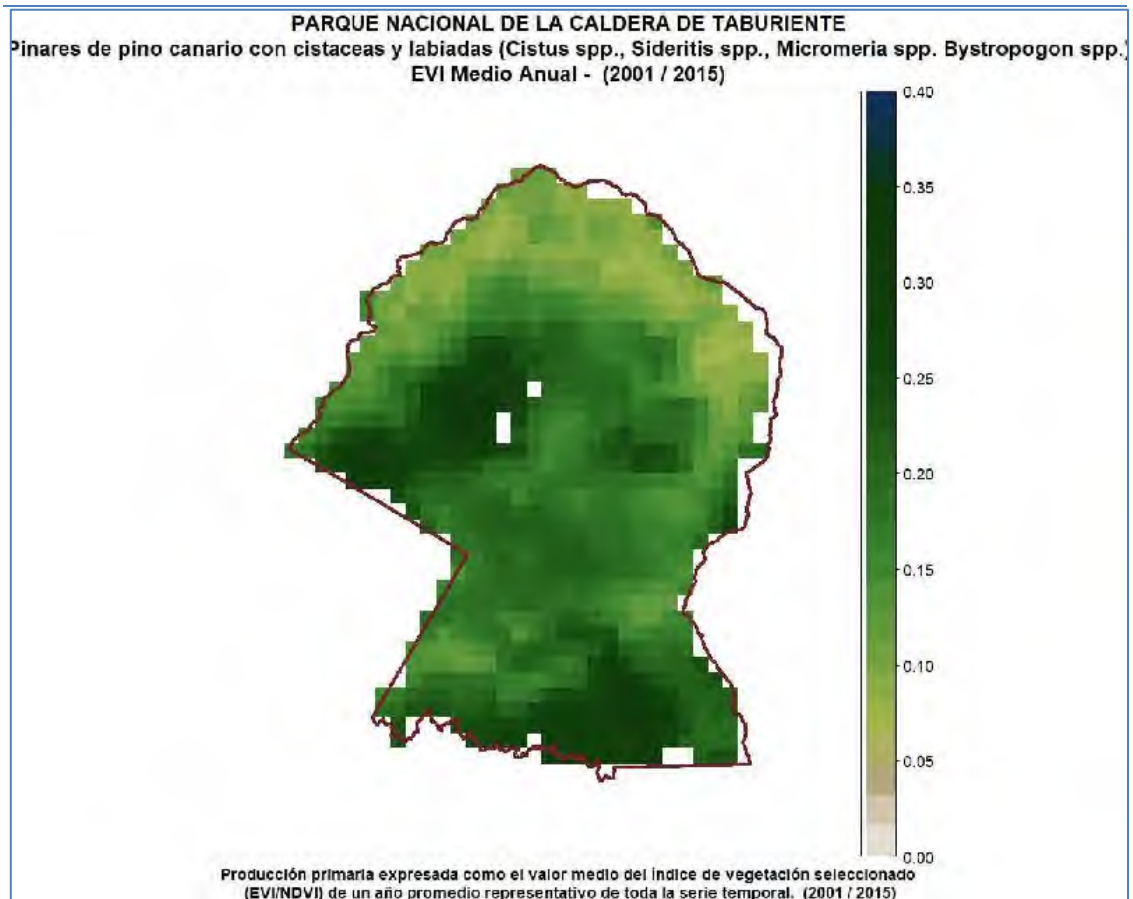 PARQUE NACIONAL DE LA CALDERA DE TABURIENTE
Pinares de pino canario con cistaceas y labiadas (Cistus spp., Sideritis spp., Micromeria spp. Bystropogon spp.)
EVI Medio Anual - (2001 / 2015)
0.40
0.35
0.30
0.25
0.20
0.15
0.10
0.05
0.00
Producción primaria expresada como el valor medio del índice de vegetación seleccionado
(EVI/NDVI) de un año promedio representativo de toda la serie temporal. (2001 / 2015)